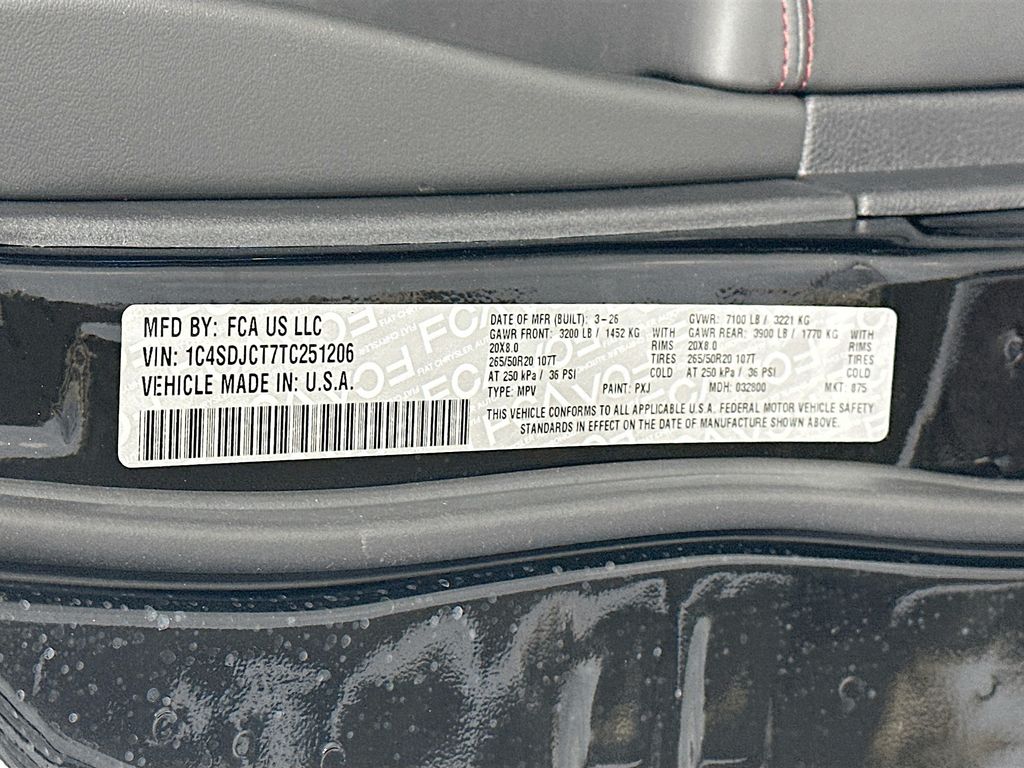 MFD BY: FCA US LLC
VIN: 1C4SDJCT7TC251206
VEHICLE MADE IN: U.S.A.
DATE OF MFR (BUILT): 3-26 GVWR: 7100 LB / 3221 KG
GAWR FRONT: 3200 LB / 1452 KG WITH GAWR REAR: 3900 LB / 1770 KG WITH
20X8.0 RIMS 20X8.0 RIMS
265/50R20 107T TIRES 265/50R20 107T TIRES
AT 250 kPa / 36 PSI COLD AT 250 kPa / 36 PSI COLD
TYPE: MPV PAINT: PXJ MDH: 032800 MKT: 875
THIS VEHICLE CONFORMS TO ALL APPLICABLE U.S.A. FEDERAL MOTOR VEHICLE SAFETY
STANDARDS IN EFFECT ON THE DATE OF MANUFACTURE SHOWN ABOVE.